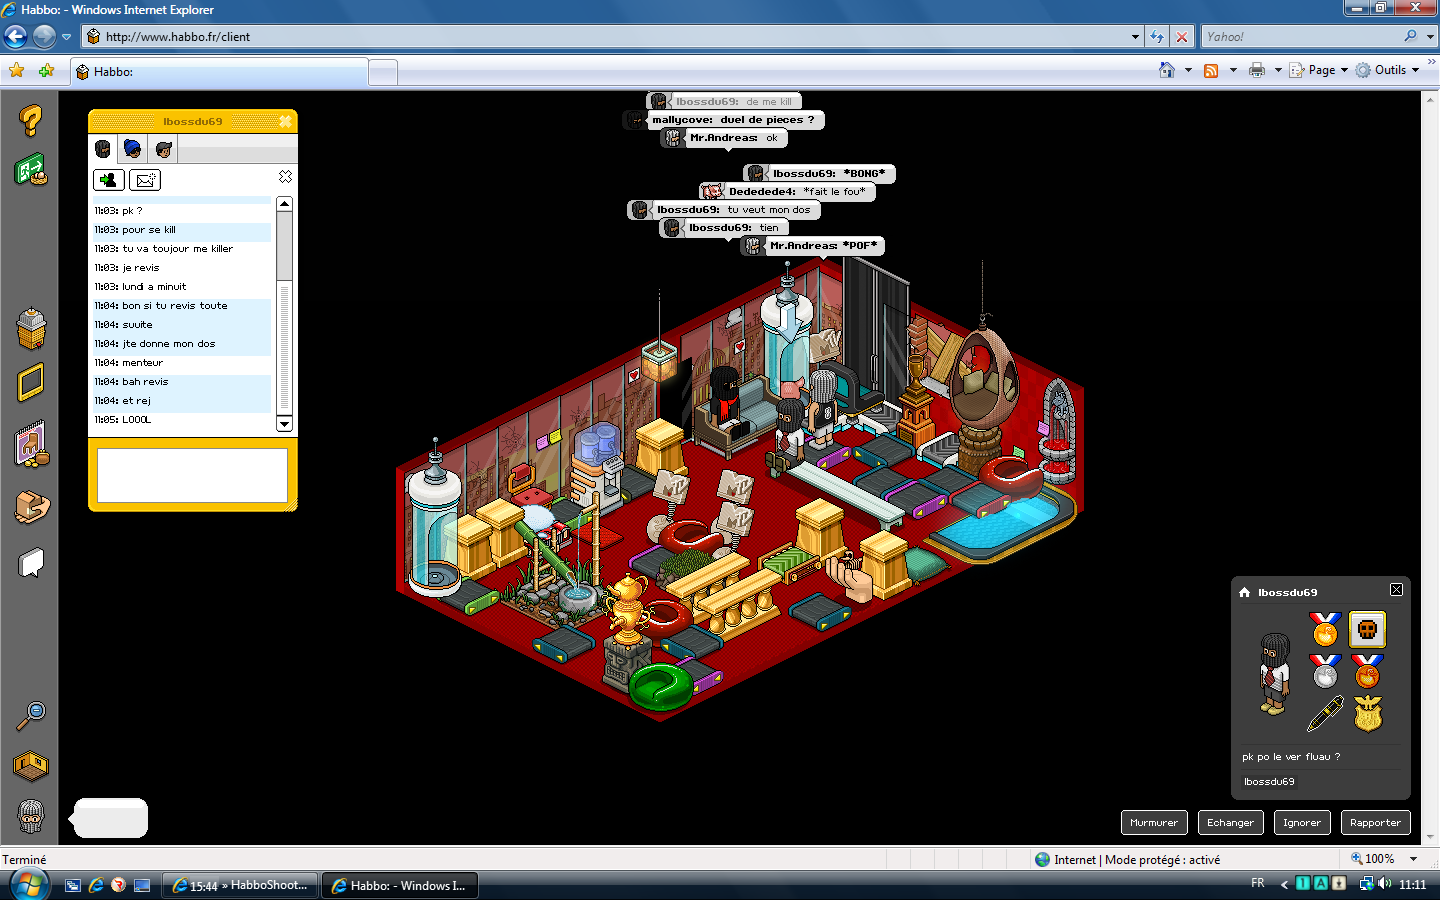 Habbo: - Windows Internet Explorer
http://www.habbo.fr/client
Yahoo!
Habbo:
Page
Outils
lbossdu69: de me kill
mallycove: duel de pieces ?
Mr.Andreas: ok
lbossdu69: *BONG*
Dededede4: *fait le fou*
lbossdu69: tu veut mon dos
lbossdu69: tien
Mr.Andreas: *POF*
lbossdu69
11:03: pk ?
11:03: pour se kill
11:03: tu va toujour me killer
11:03: je revis
11:03: lundi a minuit
11:04: bon si tu revis toute
11:04: suuite
11:04: jte donne mon dos
11:04: menteur
11:04: bah revis
11:04: et rej
11:05: LOOOL
MTV
MTV
MTV
MTV
lbossdu69
pk po le ver fluau ?
lbossdu69
Murmurer
Echanger
Ignorer
Rapporter
Terminé
Internet | Mode protégé : activé
100%
15:44 » HabboShoot...
Habbo: - Windows I...
FR
1
A
11:11